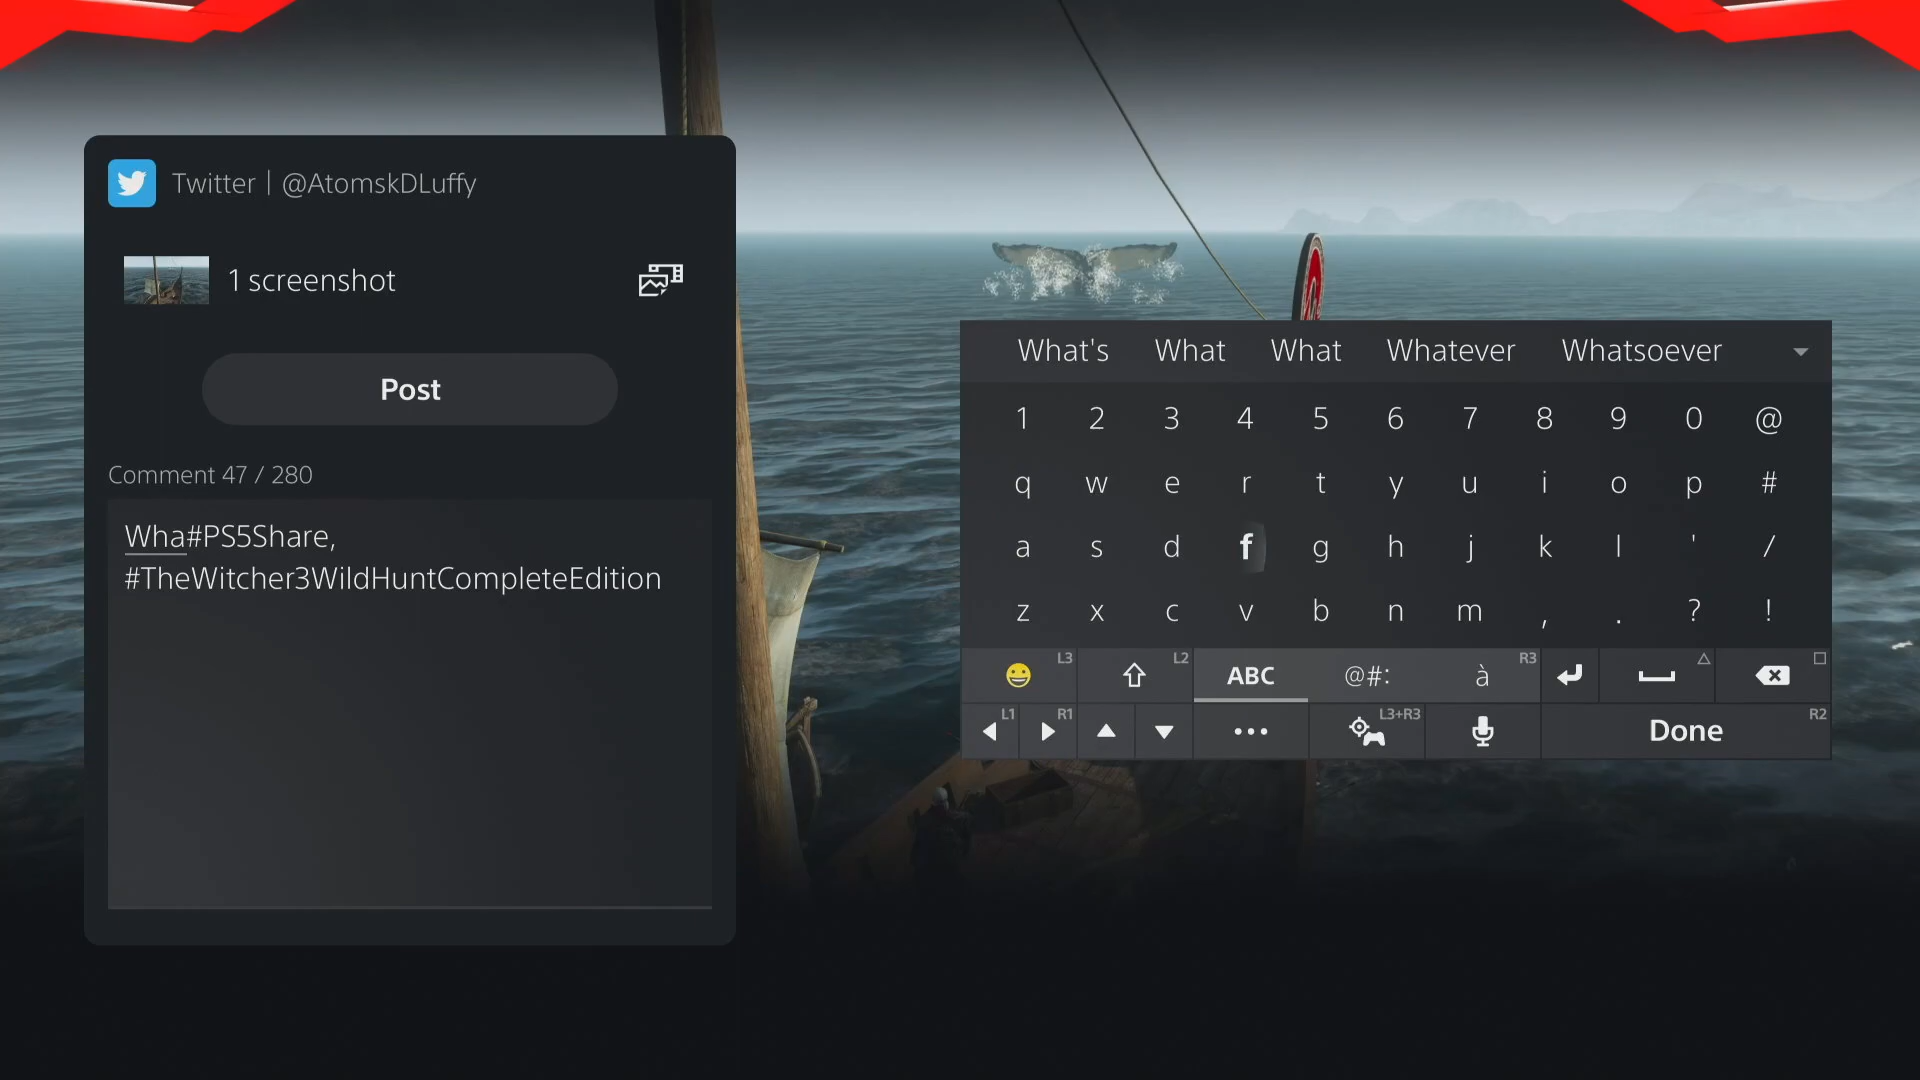 Twitter | @AtomskDLuffy
1 screenshot
Post
Comment 47 / 280
Wha#PS5Share,
#TheWitcher3WildHuntCompleteEdition
What's What What Whatever Whatsoever
1 2 3 4 5 6 7 8 9 0 @
q w e r t y u i o p #
a s d f g h j k l ' /
z x c v b n m , . ? !
L3 L2 ABC @#: à R3
L1 R1 ... L3+R3 Done R2